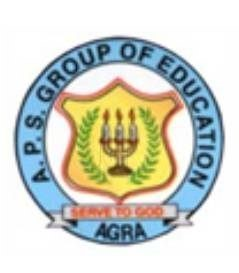 A.P.S. GROUP OF EDUCATION
SERVE TO GOD
AGRA